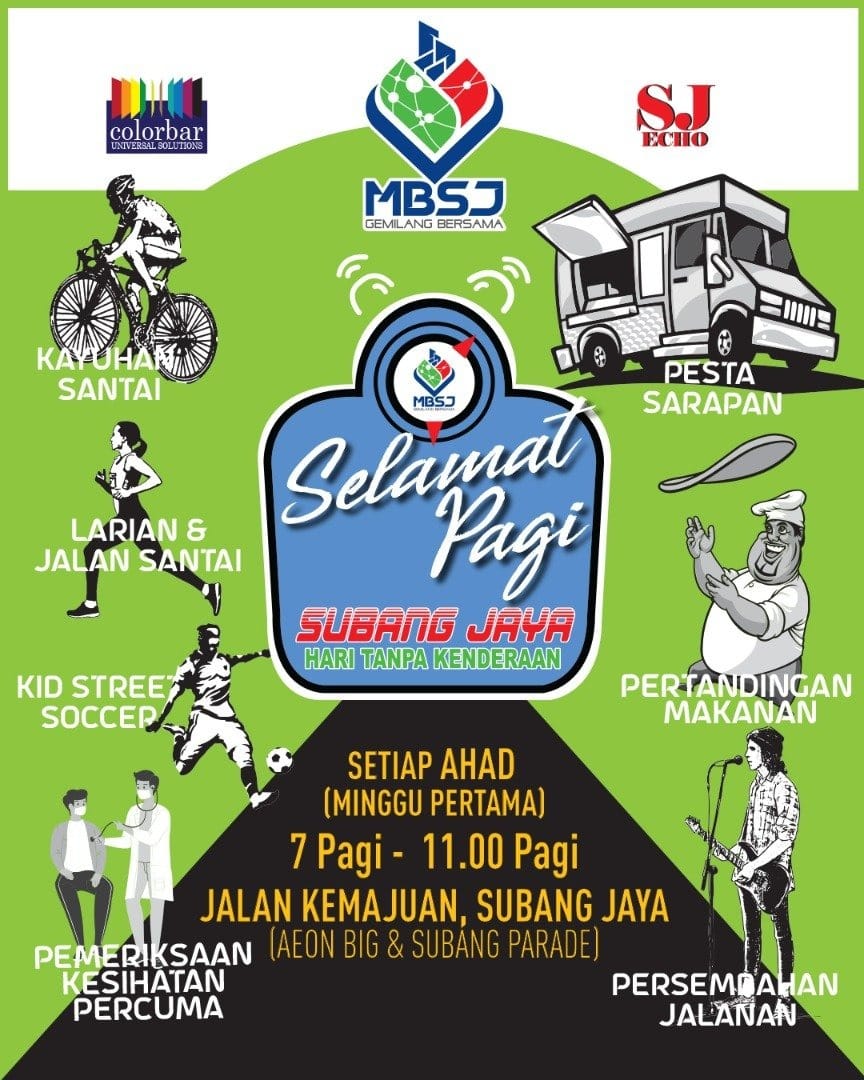 colorbar
UNIVERSAL SOLUTIONS
MBSJ
GEMILANG BERSAMA
SJ
ECHO
KAYUHAN
SANTAI
PESTA
SARAPAN
MBSJ
GEMILANG BERSAMA
Selamat
Pagi
SUBANG JAYA
HARI TANPA KENDERAAN
LARIAN &
JALAN SANTAI
KID STREET
SOCCER
PERTANDINGAN
MAKANAN
SETIAP AHAD
(MINGGU PERTAMA)
7 Pagi - 11.00 Pagi
JALAN KEMAJUAN, SUBANG JAYA
(AEON BIG & SUBANG PARADE)
PEMERIKSAAN
KESIHATAN
PERCUMA
PERSEMBAHAN
JALANAN